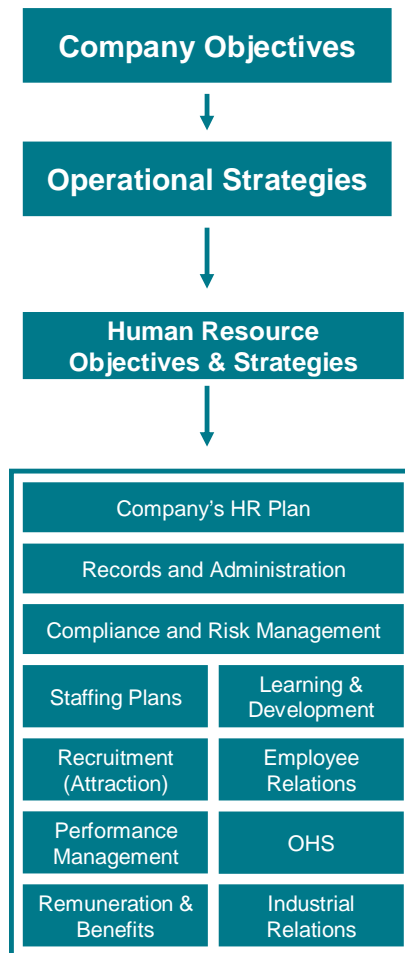 Company Objectives
Operational Strategies
Human Resource
Objectives & Strategies
Company's HR Plan
Records and Administration
Compliance and Risk Management
Staffing Plans
Learning &
Development
Recruitment
(Attraction)
Employee
Relations
Performance
Management
OHS
Remuneration &
Benefits
Industrial
Relations